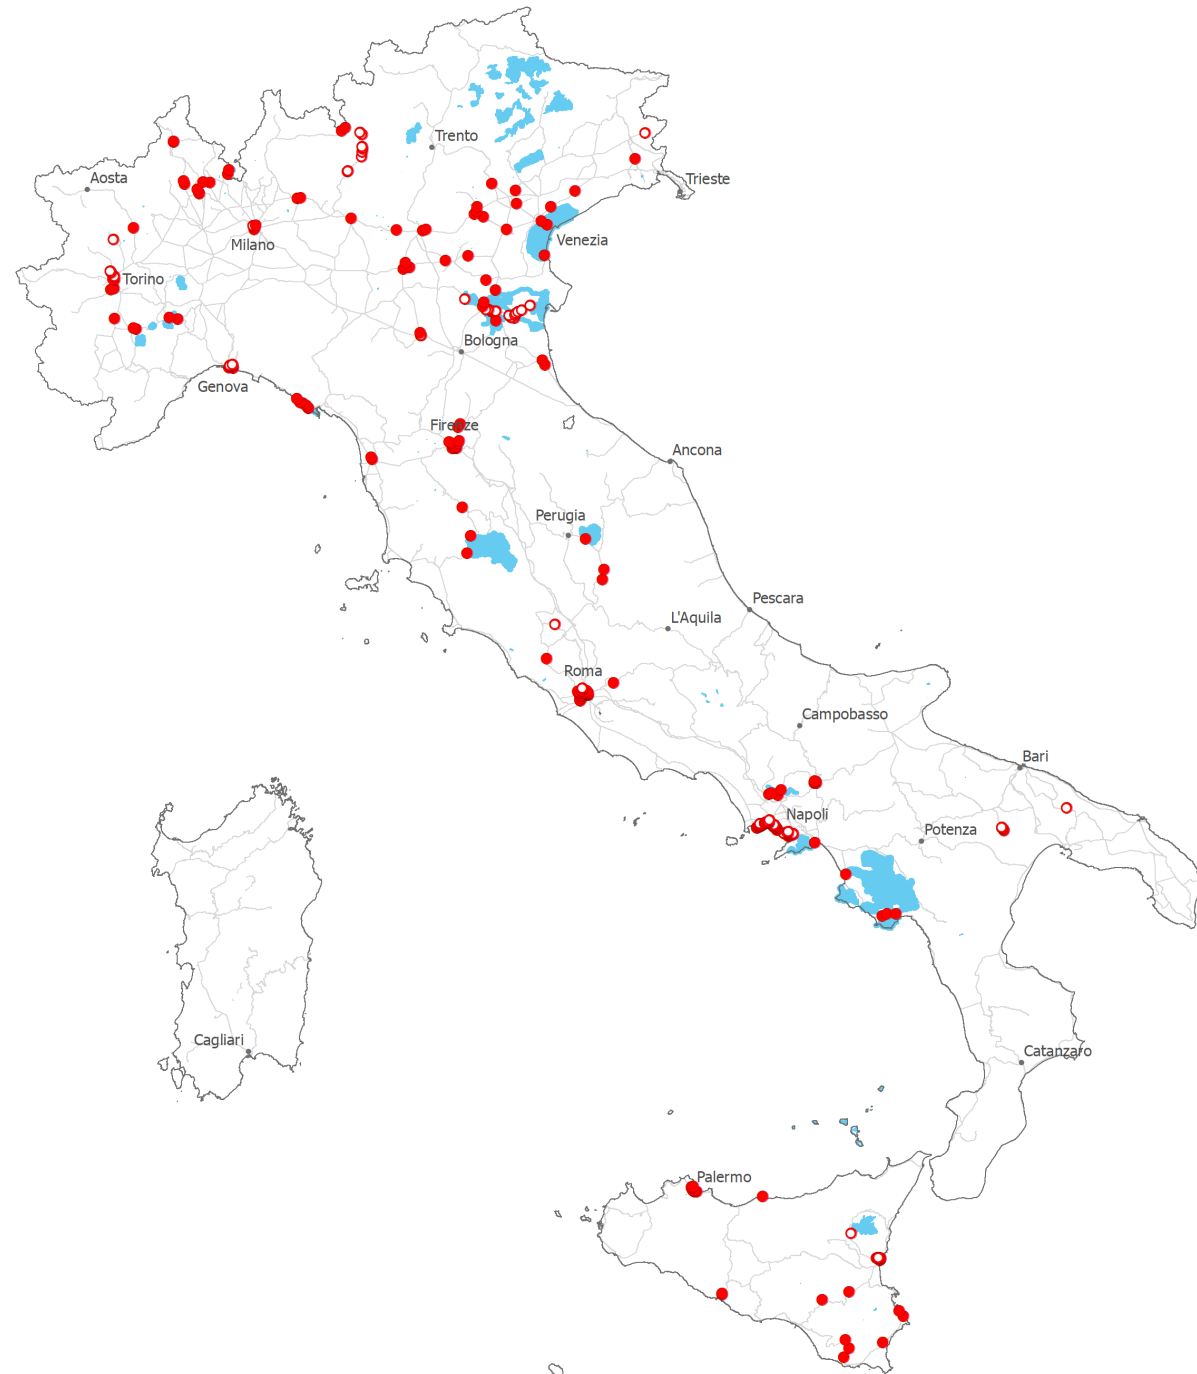 Trento
Aosta
Trieste
Venezia
Milano
Torino
Bologna
Genova
Firenze
Ancona
Perugia
Pescara
L'Aquila
Roma
Campobasso
Bari
Napoli
Potenza
Cagliari
Catanzaro
Palermo